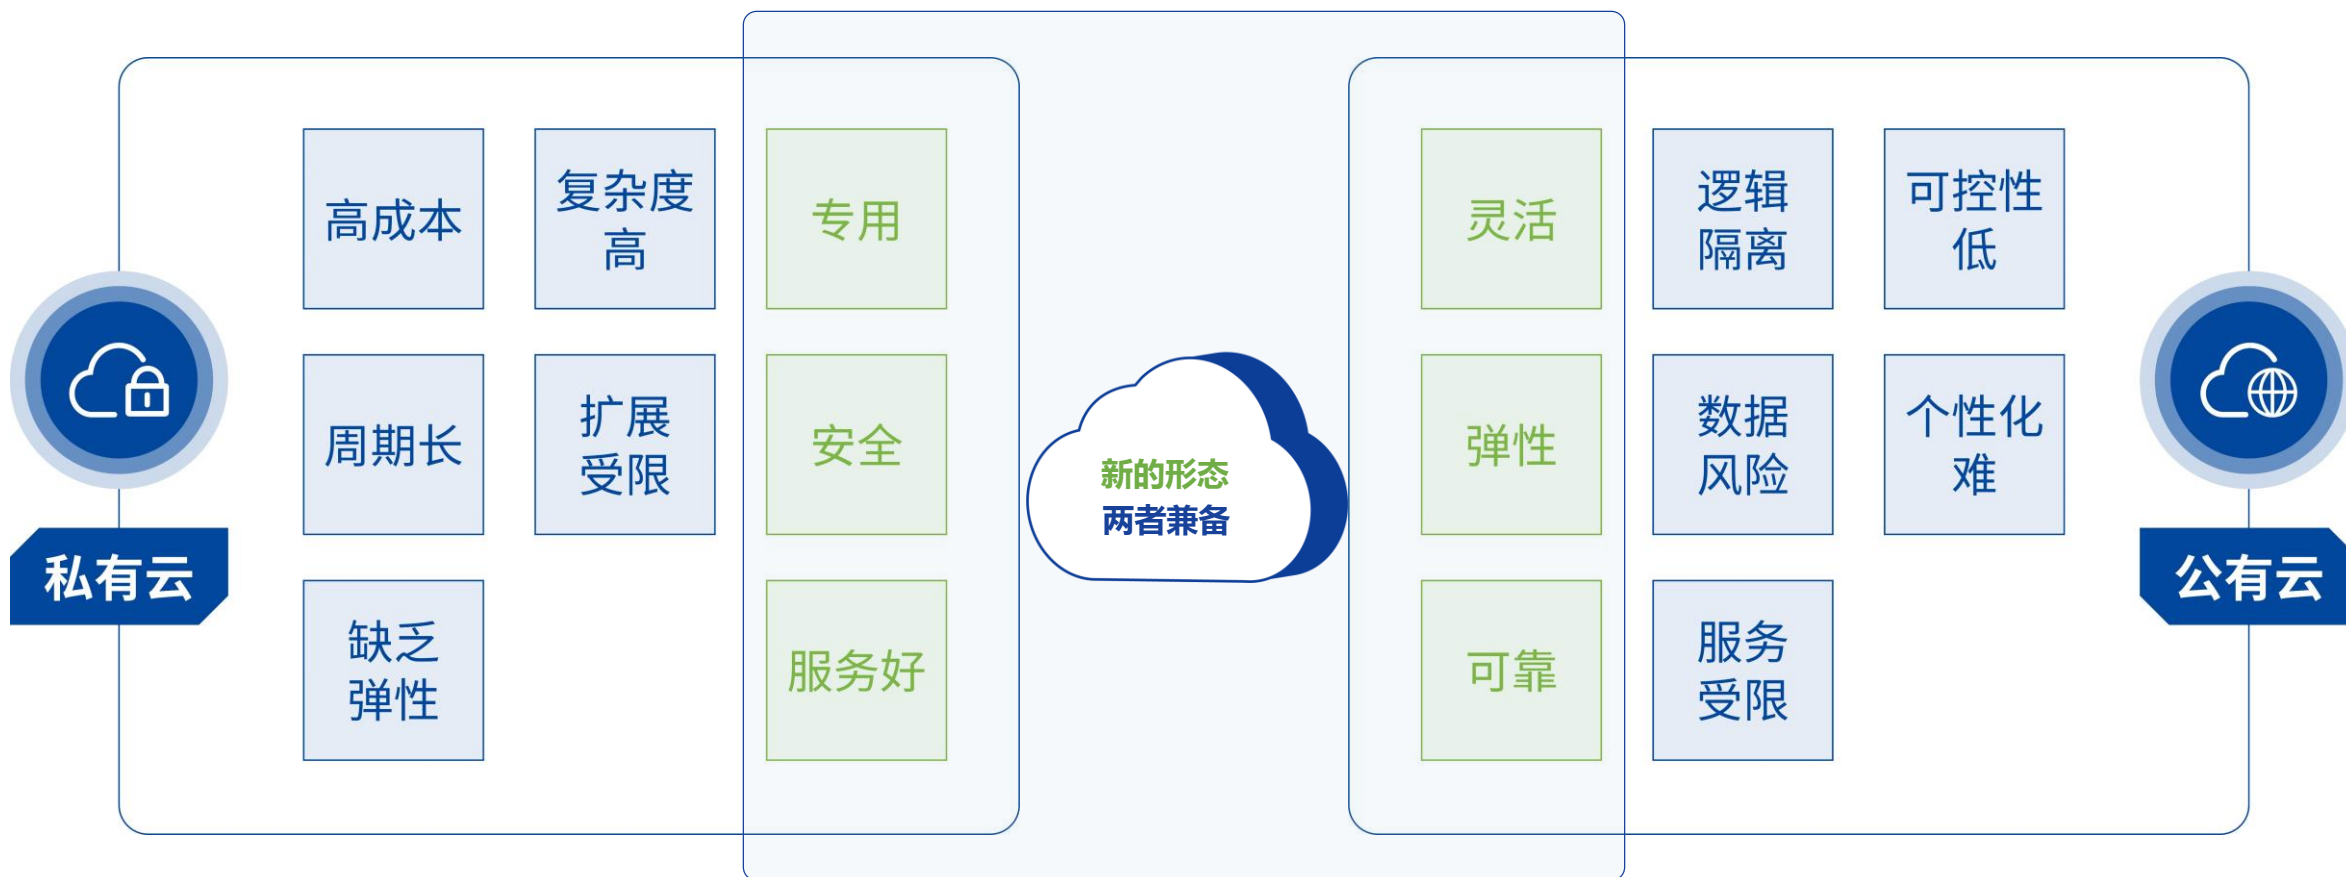 私有云
高成本
复杂度
高
专用
周期长
扩展
受限
安全
缺乏
弹性
服务好
新的形态
两者兼备
灵活
逻辑
隔离
可控性
低
弹性
数据
风险
个性化
难
可靠
服务
受限
公有云